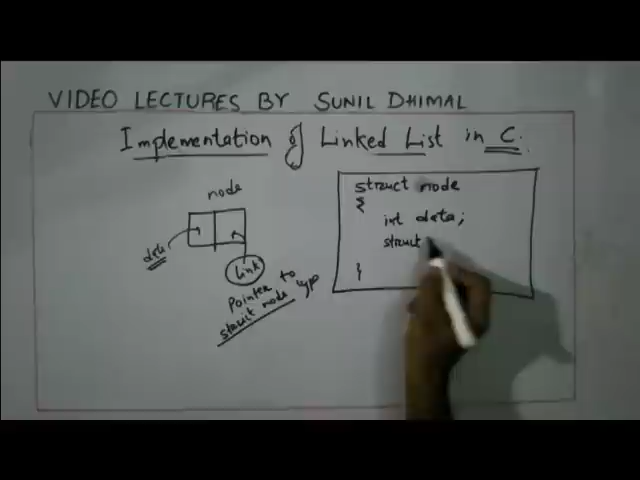 VIDEO LECTURES BY SUNIL DHIMAL
Implementation of Linked List in C.
node
data
Link
Pointer to
struct node type
struct node
{
int data;
struct
}